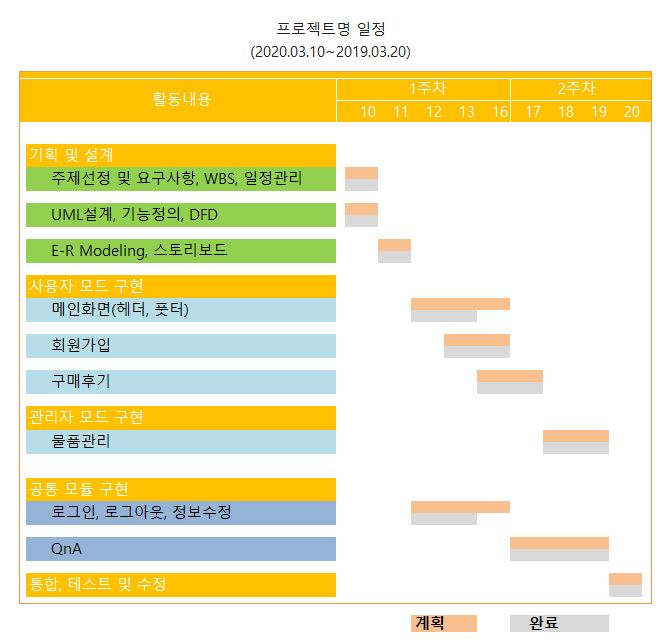 프로젝트명 일정
(2020.03.10~2019.03.20)
활동내용
1주차 2주차
10 11 12 13 16 17 18 19 20
기획 및 설계
주제선정 및 요구사항, WBS, 일정관리
UML설계, 기능정의, DFD
E-R Modeling, 스토리보드
사용자 모드 구현
메인화면(헤더, 풋터)
회원가입
구매후기
관리자 모드 구현
물품관리
공통 모듈 구현
로그인, 로그아웃, 정보수정
QnA
통합, 테스트 및 수정
계획 완료